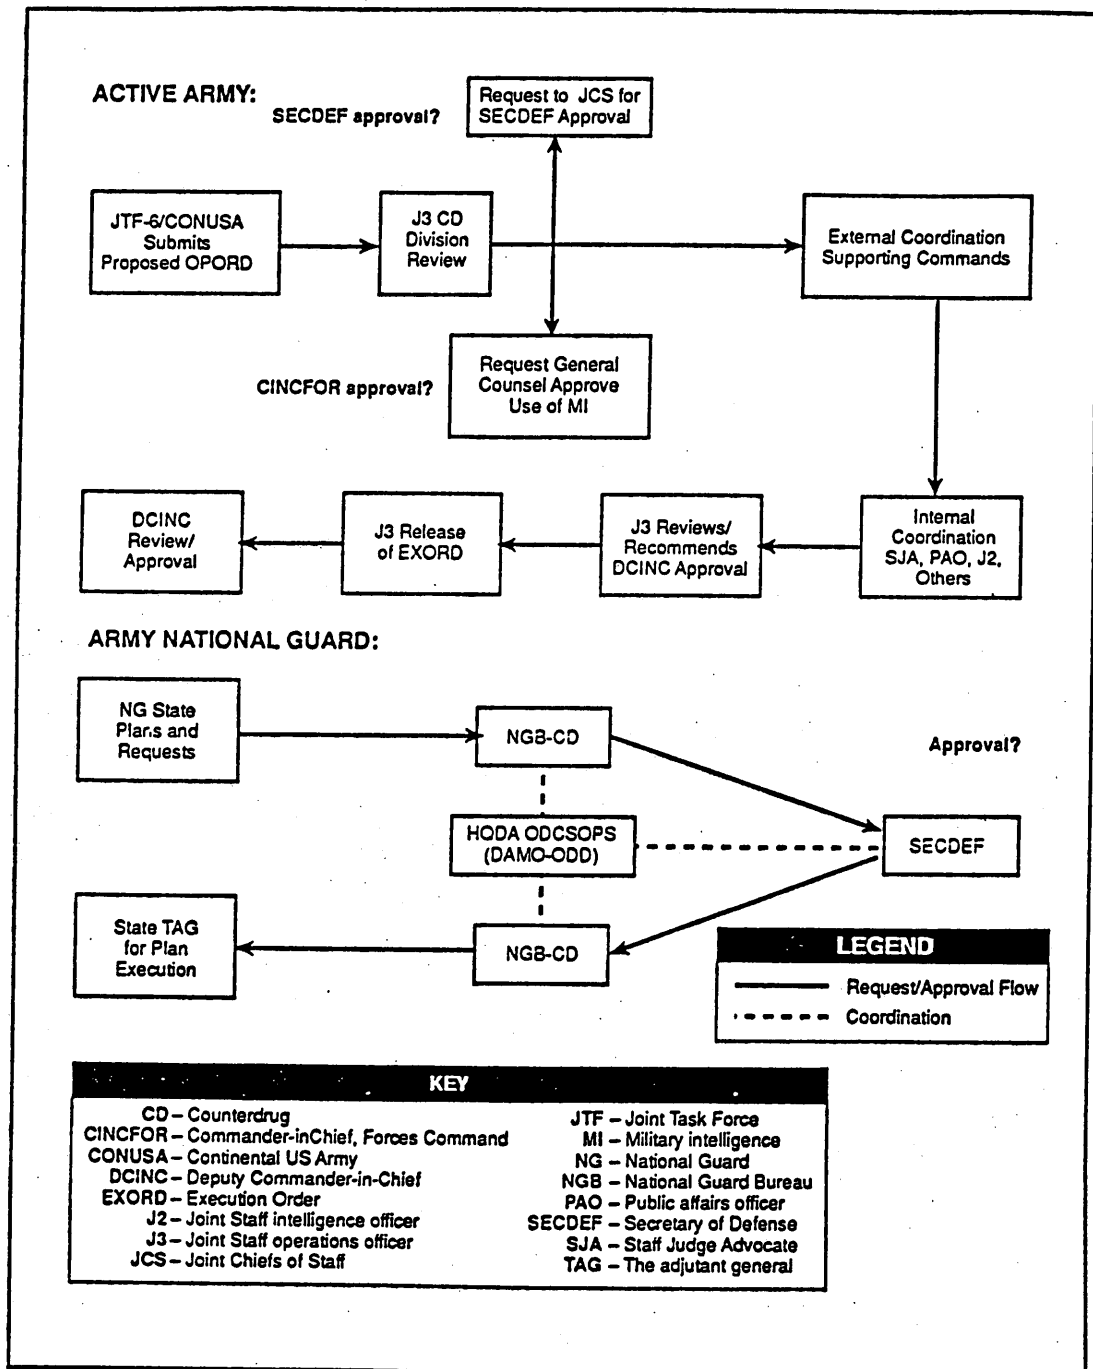 ACTIVE ARMY:
SECDEF approval?
Request to JCS for
SECDEF Approval
JTF-6/CONUSA
Submits
Proposed OPORD
J3 CD
Division
Review
External Coordination
Supporting Commands
CINCFOR approval?
Request General
Counsel Approve
Use of MI
DCINC
Review/
Approval
J3 Release
of EXORD
J3 Reviews/
Recommends
DCINC Approval
Internal
Coordination
SJA, PAO, J2,
Others
ARMY NATIONAL GUARD:
NG State
Plans and
Requests
NGB-CD
Approval?
HQDA ODCSOPS
(DAMO-ODD)
SECDEF
State TAG
for Plan
Execution
NGB-CD
LEGEND
Request/Approval Flow
Coordination
KEY
CD – Counterdrug
CINCFOR – Commander-inChief, Forces Command
CONUSA – Continental US Army
DCINC – Deputy Commander-in-Chief
EXORD – Execution Order
J2 – Joint Staff intelligence officer
J3 – Joint Staff operations officer
JCS – Joint Chiefs of Staff
JTF – Joint Task Force
MI – Military intelligence
NG – National Guard
NGB – National Guard Bureau
PAO – Public affairs officer
SECDEF – Secretary of Defense
SJA – Staff Judge Advocate
TAG – The adjutant general